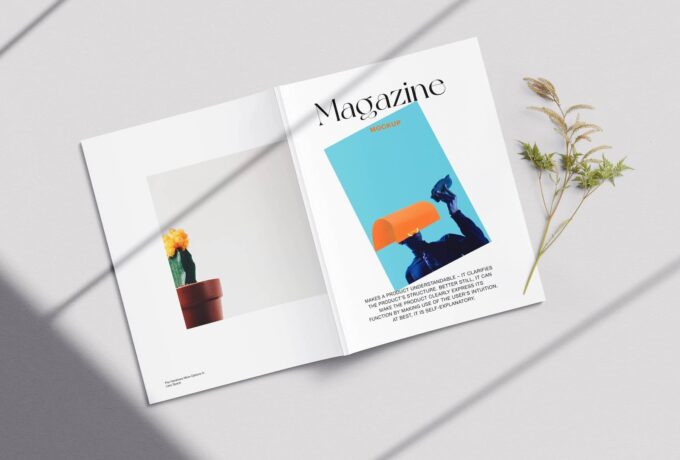 Magazine
MOCKUP
MAKES A PRODUCT UNDERSTANDABLE – IT CLARIFIES
THE PRODUCT'S STRUCTURE. BETTER STILL, IT CAN
MAKE THE PRODUCT CLEARLY EXPRESS ITS
FUNCTION BY MAKING USE OF THE USER'S INTUITION.
AT BEST, IT IS SELF-EXPLANATORY.